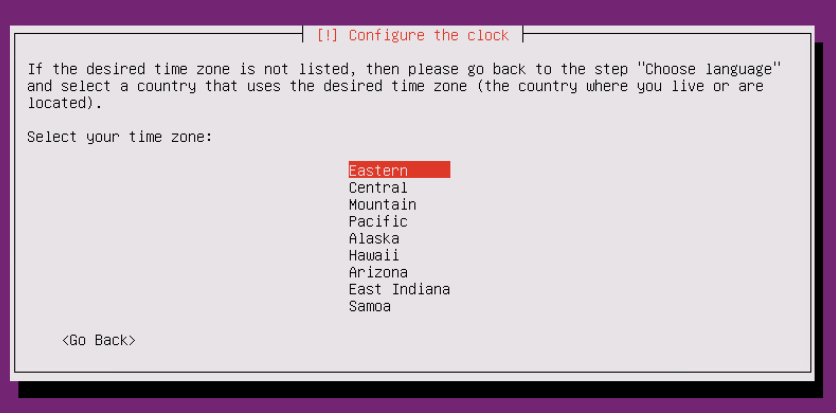 [!] Configure the clock
If the desired time zone is not listed, then please go back to the step "Choose language"
and select a country that uses the desired time zone (the country where you live or are
located).
Select your time zone:
Eastern
Central
Mountain
Pacific
Alaska
Hawaii
Arizona
East Indiana
Samoa
<Go Back>